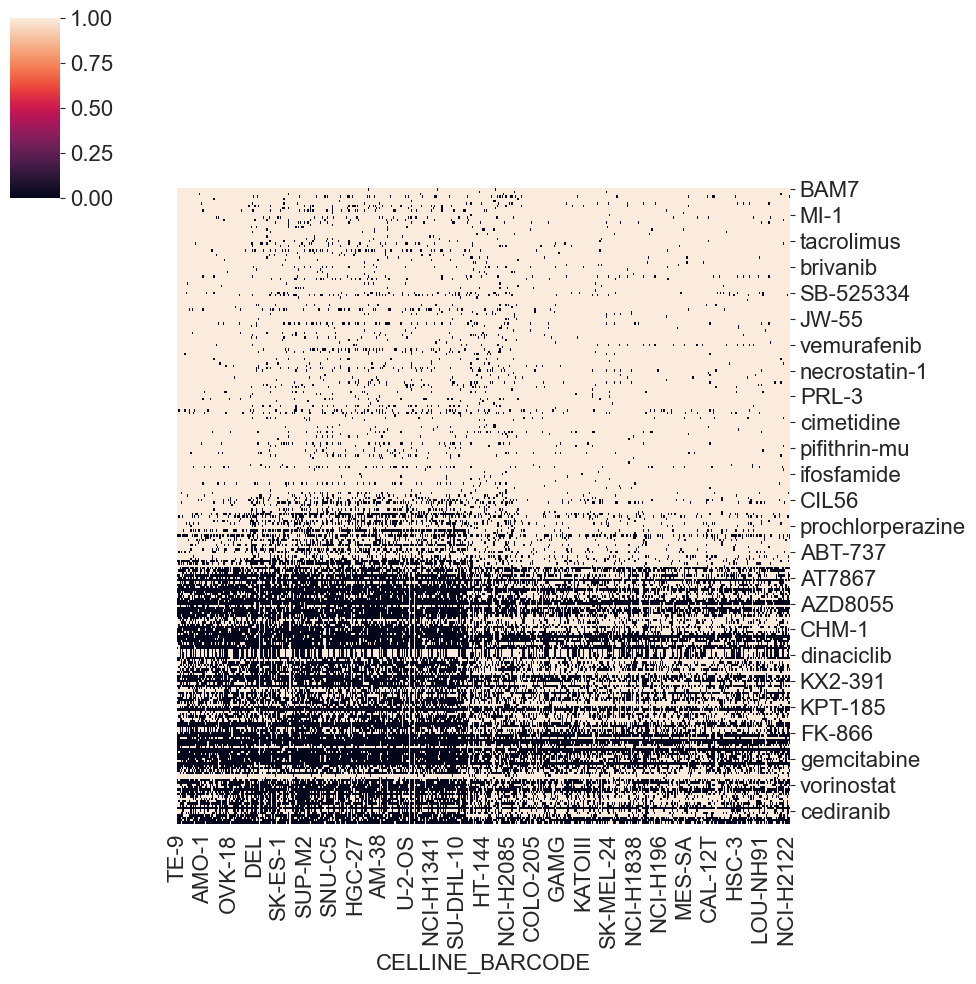 1.00
0.75
0.50
0.25
0.00
BAM7
MI-1
tacrolimus
brivanib
SB-525334
JW-55
vemurafenib
necrostatin-1
PRL-3
cimetidine
pifithrin-mu
ifosfamide
CIL56
prochlorperazine
ABT-737
AT7867
AZD8055
CHM-1
dinaciclib
KX2-391
KPT-185
FK-866
gemcitabine
vorinostat
cediranib
TE-9
AMO-1
OVK-18
DEL
SK-ES-1
SUP-M2
SNU-C5
HGC-27
AM-38
U-2-OS
NCI-H1341
SU-DHL-10
HT-144
NCI-H2085
COLO-205
GAMG
KATOIII
SK-MEL-24
NCI-H1838
NCI-H196
MES-SA
CAL-12T
HSC-3
LOU-NH91
NCI-H2122
CELLINE_BARCODE